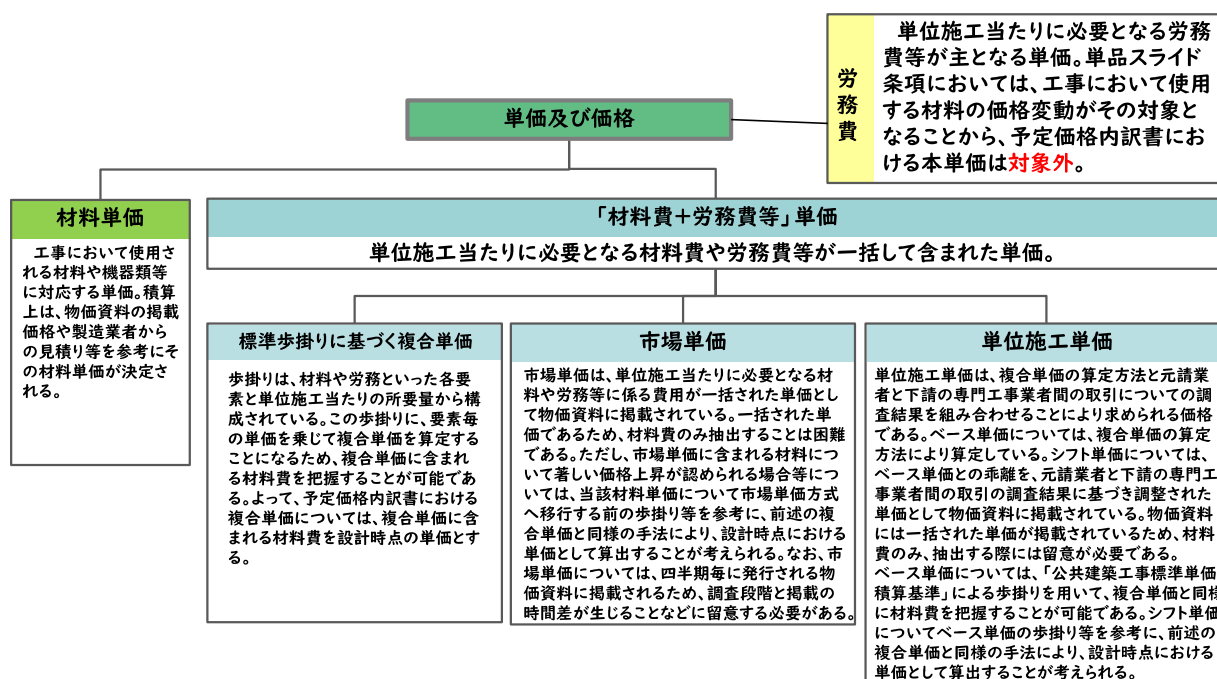 単価及び価格
労務費
単位施工当たりに必要となる労務
費等が主となる単価。単品スライド
条項においては、工事において使用
する材料の価格変動がその対象と
なることから、予定価格内訳書にお
ける本単価は対象外。
材料単価
工事において使用さ
れる材料や機器類等
に対応する単価。積算
上は、物価資料の掲載
価格や製造業者から
の見積り等を参考にそ
の材料単価が決定さ
れる。
「材料費＋労務費等」単価
単位施工当たりに必要となる材料費や労務費等が一括して含まれた単価。
標準歩掛りに基づく複合単価
歩掛りは、材料や労務といった各要
素と単位施工当たりの所要量から構
成されている。この歩掛りに、要素毎
の単価を乗じて複合単価を算定する
ことになるため、複合単価に含まれ
る材料費を把握することが可能であ
る。よって、予定価格内訳書における
複合単価については、複合単価に含
まれる材料費を設計時点の単価とす
る。
市場単価
市場単価は、単位施工当たりに必要となる材
料や労務等に係る費用が一括された単価とし
て物価資料に掲載されている。一括された単
価であるため、材料費のみ抽出することは困難
である。ただし、市場単価に含まれる材料につ
いて著しい価格上昇が認められる場合等につ
いては、当該材料単価について市場単価方式
へ移行する前の歩掛り等を参考に、前述の複
合単価と同様の手法により、設計時点における
単価として算出することが考えられる。なお、市
場単価については、四半期毎に発行される物
価資料に掲載されるため、調査段階と掲載の
時間差が生じることなどに留意する必要がある。
単位施工単価
単位施工単価は、複合単価の算定方法と元請業
者と下請の専門工事業者間の取引についての調
査結果を組み合わせることにより求められる価格
である。ベース単価については、複合単価の算定
方法により算定している。シフト単価については、
ベース単価との乖離を、元請業者と下請の専門工
事業者間の取引の調査結果に基づき調整された
単価として物価資料に掲載されている。物価資料
には一括された単価が掲載されているため、材料
費のみ、抽出する際には留意が必要である。
ベース単価については、「公共建築工事標準単価
積算基準」による歩掛りを用いて、複合単価と同様
に材料費を把握することが可能である。シフト単価
についてベース単価の歩掛り等を参考に、前述の
複合単価と同様の手法により、設計時点における
単価として算出することが考えられる。